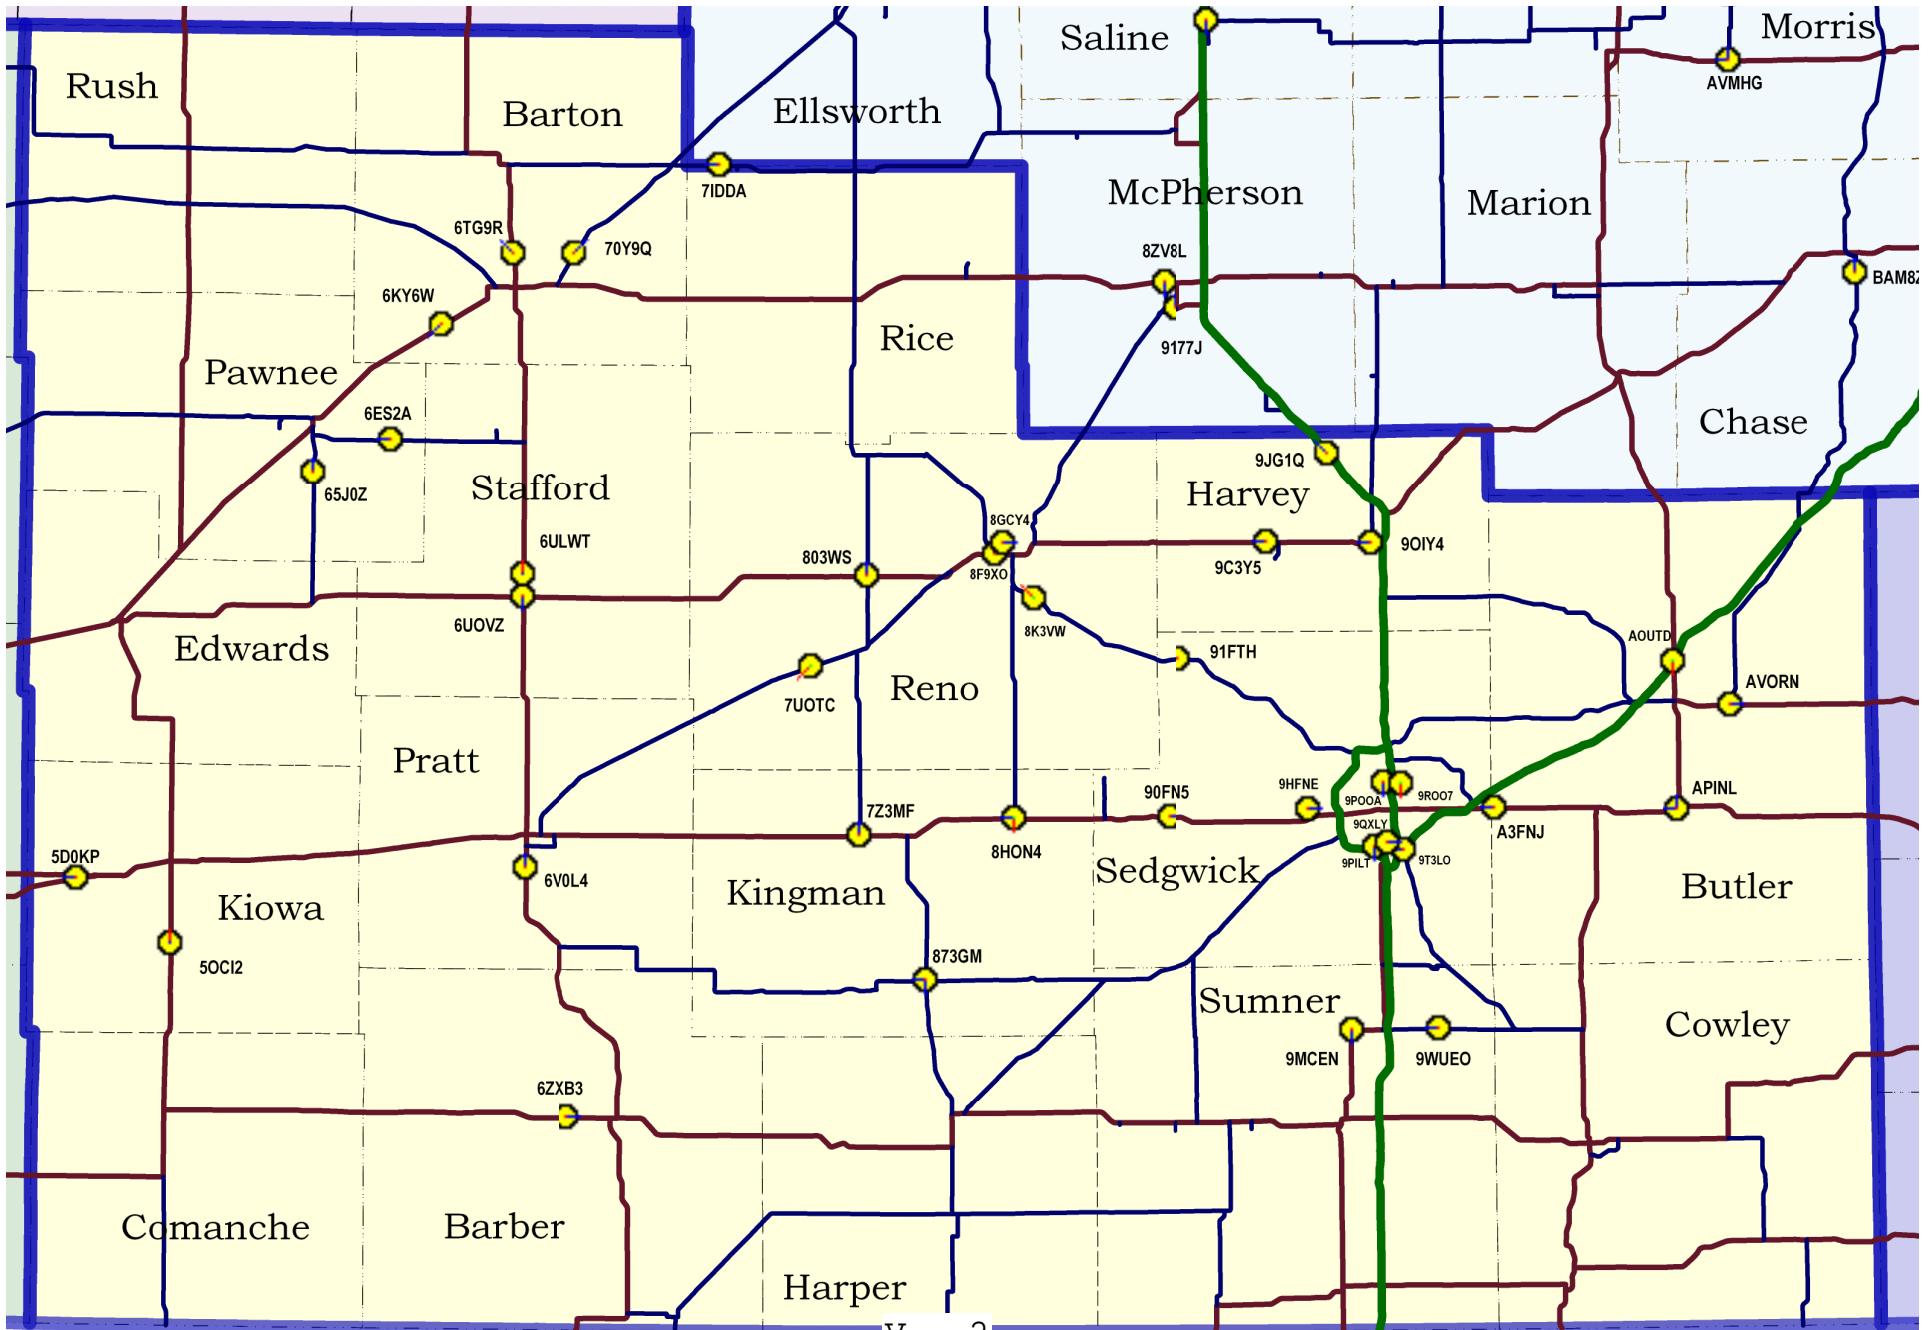 Saline
Morris
Rush
AVMHG
Barton
Ellsworth
7IDDA
McPherson
Marion
6TG9R
70Y9Q
8ZV8L
BAM8Z
6KY6W
Rice
9177J
Pawnee
6ES2A
Chase
9JG1Q
65J0Z
Stafford
Harvey
8GCY4
6ULWT
803WS
9OIY4
8F9XO
9C3Y5
6UOVZ
8K3VW
AOUTD
Edwards
91FTH
Reno
AVORN
7UOTC
Pratt
9HFNE
90FN5
APINL
9POOA
9ROO7
7Z3MF
9QXLY
A3FNJ
5D0KP
8HON4
9PILT
9T3LO
6V0L4
Sedgwick
Kingman
Butler
Kiowa
873GM
5OCI2
Sumner
Cowley
9MCEN
9WUEO
6ZXB3
Comanche
Barber
Harper